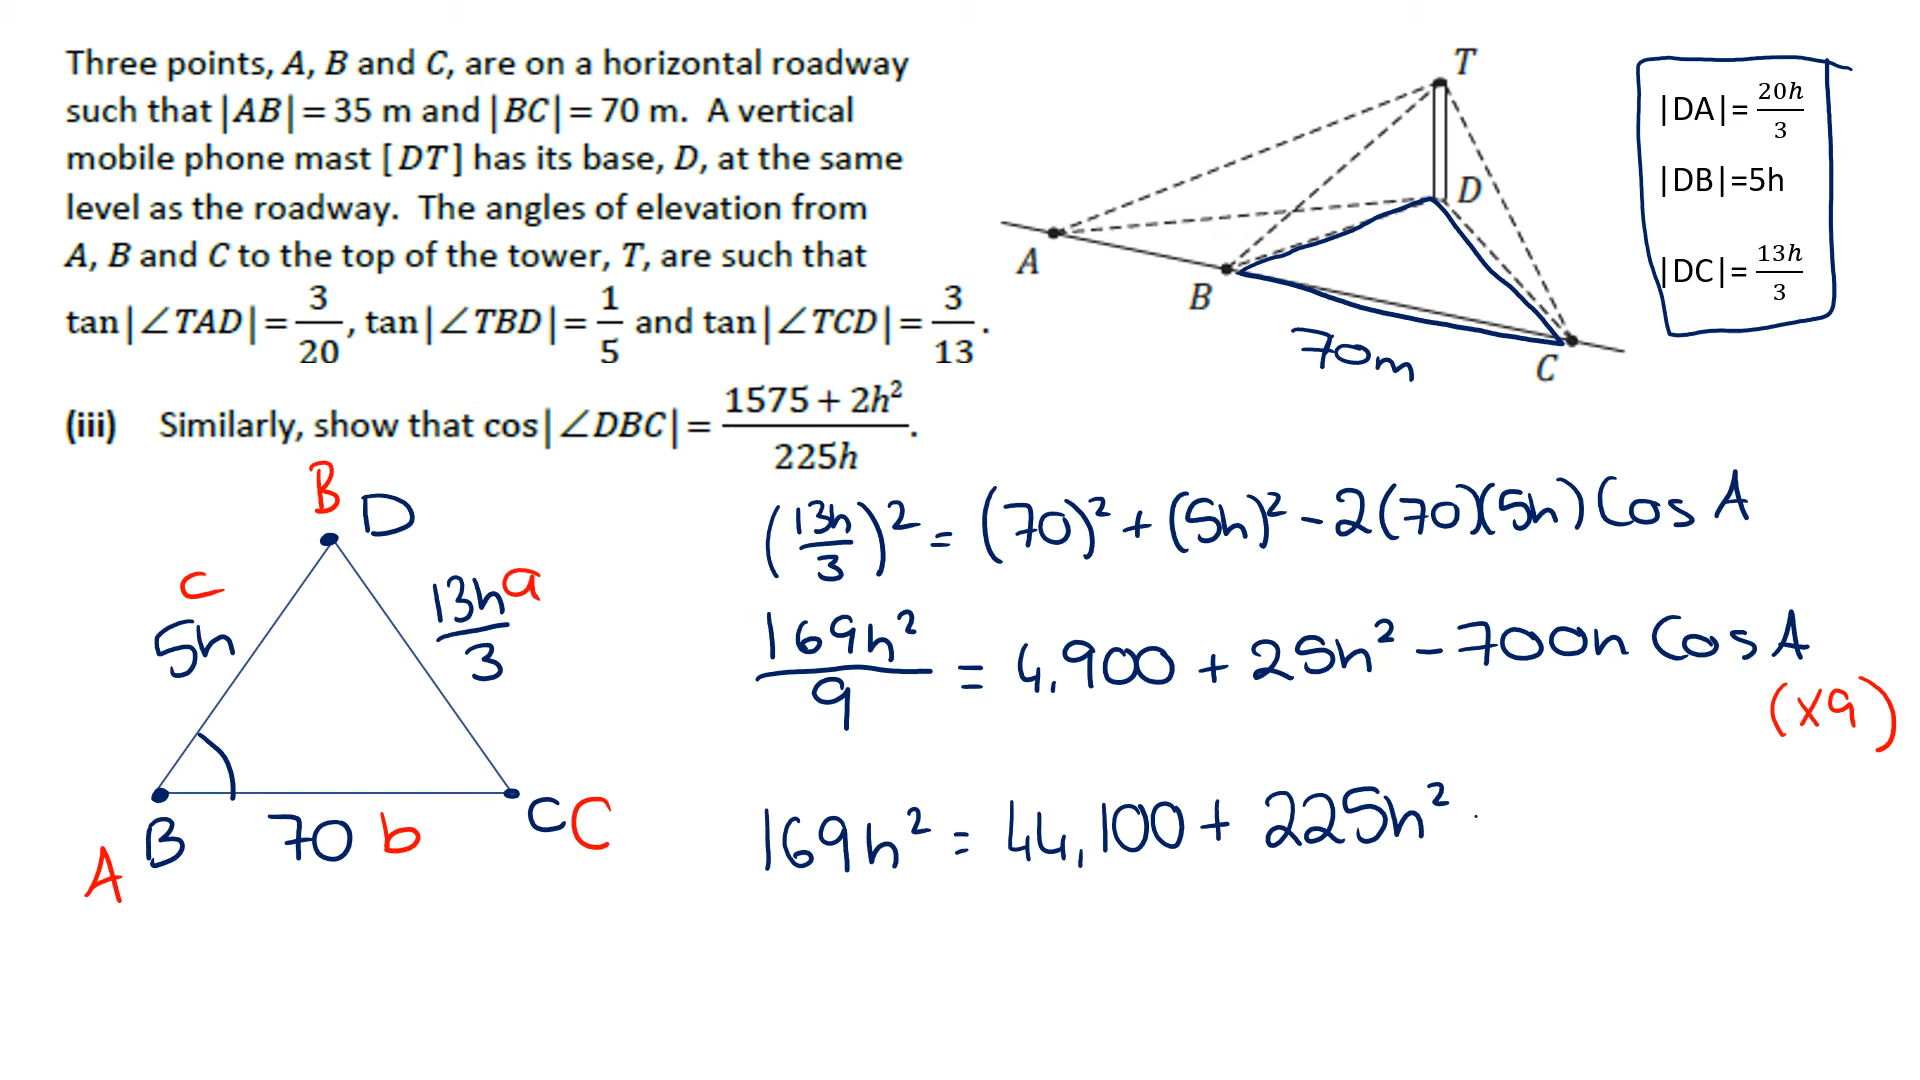 Three points, A, B and C, are on a horizontal roadway
such that |AB| = 35 m and |BC| = 70 m. A vertical
mobile phone mast [DT] has its base, D, at the same
level as the roadway. The angles of elevation from
A, B and C to the top of the tower, T, are such that
tan|∠TAD| = 3/20, tan|∠TBD| = 1/5 and tan|∠TCD| = 3/13.
(iii) Similarly, show that cos|∠DBC| = (1575 + 2h²)/225h.
T
D
A
B
C
70m
|DA|= 20h/3
|DB|=5h
|DC|= 13h/3
B D
c
5h
13h/3 a
A B
70 b
C C
(13h/3)² = (70)² + (5h)² - 2(70)(5h) Cos A
169h²/9 = 4,900 + 25h² - 700h Cos A
(x9)
169h² = 44,100 + 225h²